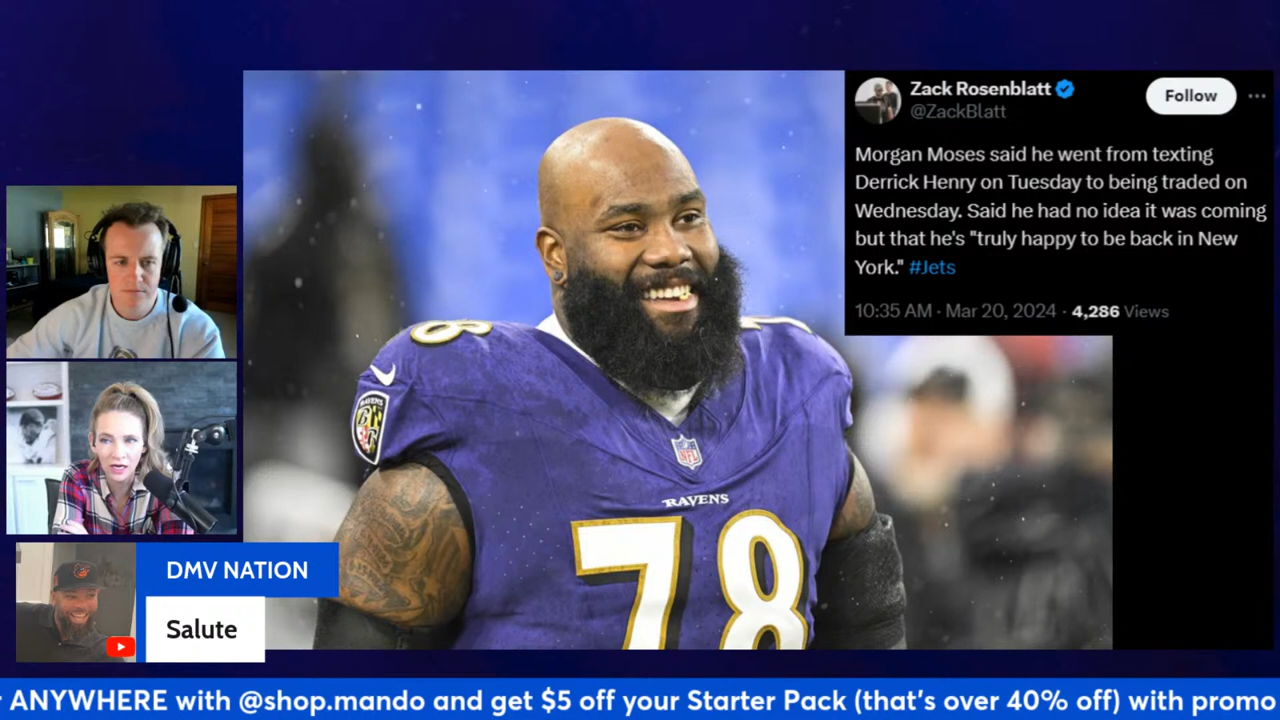 Zack Rosenblatt
@ZackBlatt
Follow
Morgan Moses said he went from texting
Derrick Henry on Tuesday to being traded on
Wednesday. Said he had no idea it was coming
but that he's "truly happy to be back in New
York." #Jets
10:35 AM · Mar 20, 2024 · 4,286 Views
RAVENS
NFL
RAVENS
78
DMV NATION
Salute
ANYWHERE with @shop.mando and get $5 off your Starter Pack (that's over 40% off) with promo